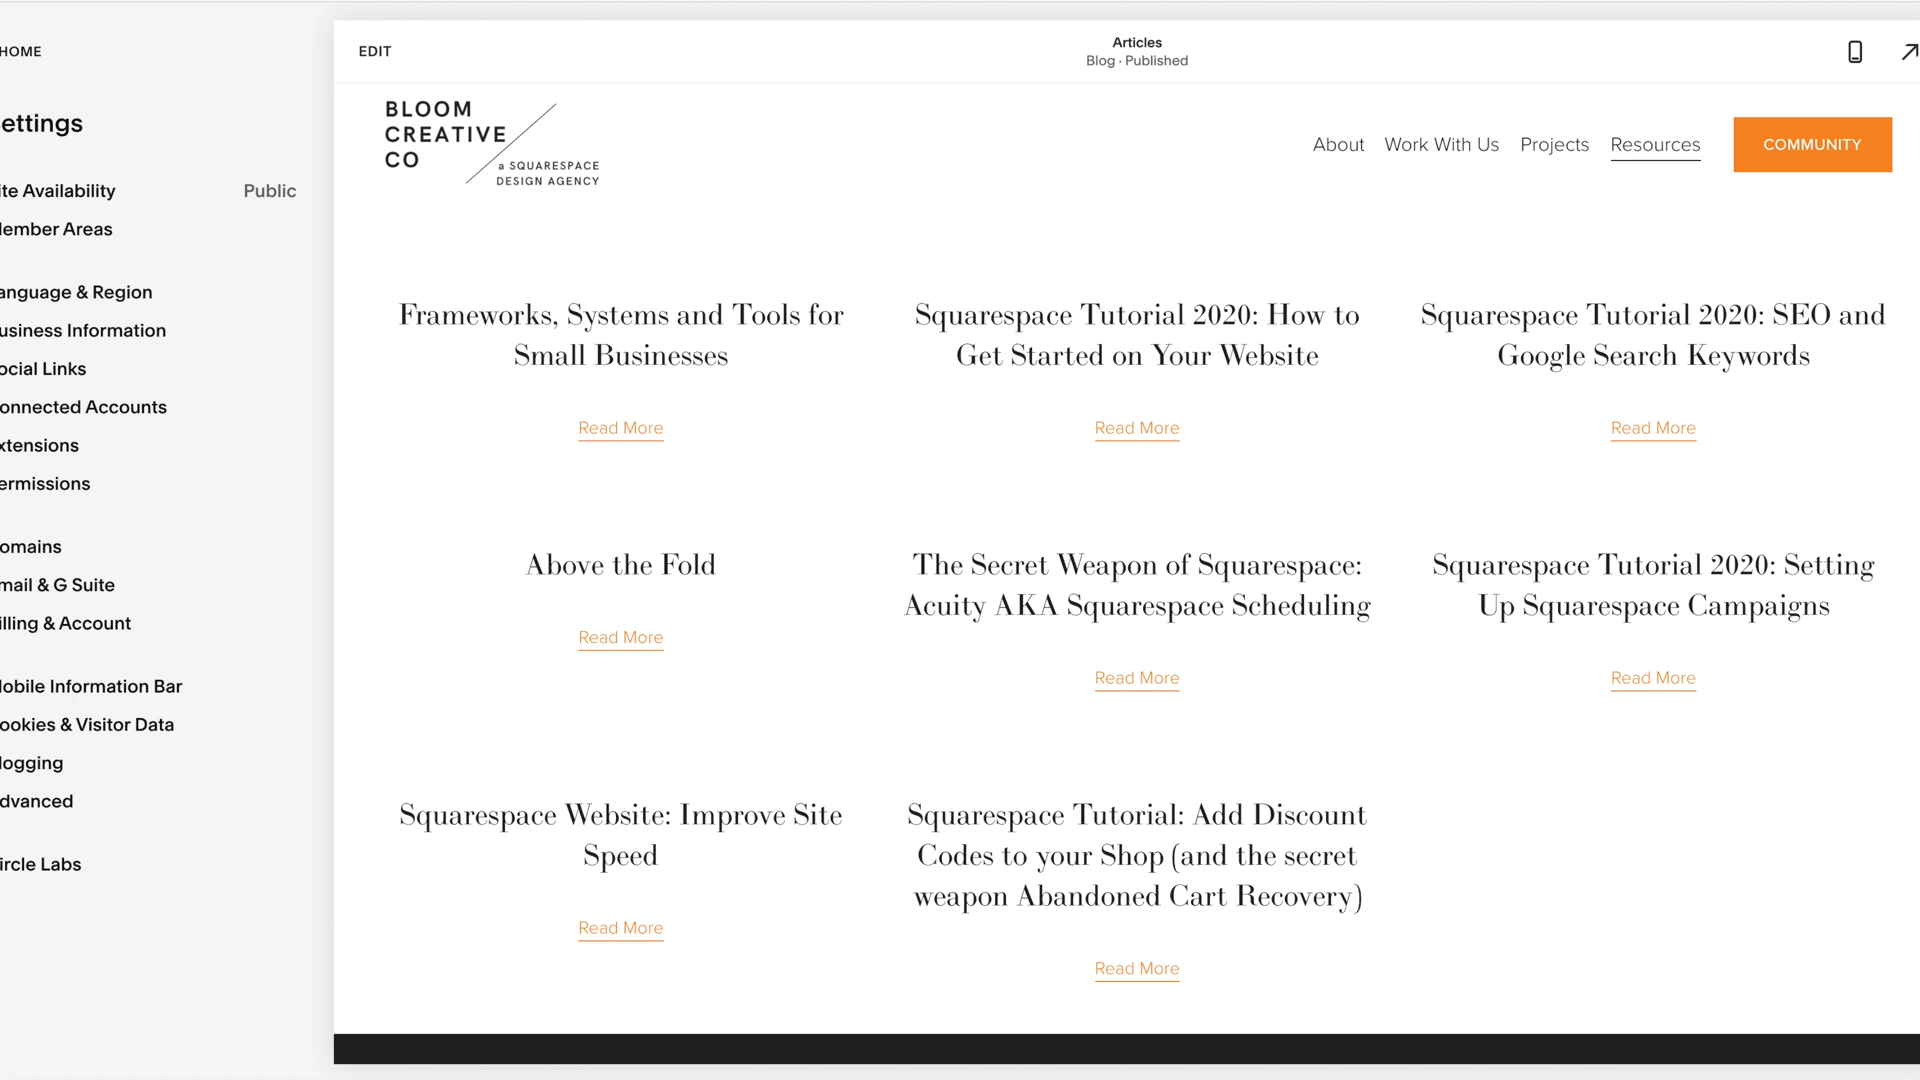 HOME
ettings
ite Availability Public
ember Areas
anguage & Region
usiness Information
ocial Links
onnected Accounts
xtensions
ermissions
omains
mail & G Suite
illing & Account
obile Information Bar
ookies & Visitor Data
logging
dvanced
ircle Labs
EDIT
Articles
Blog · Published
BLOOM
CREATIVE
CO
a SQUARESPACE
DESIGN AGENCY
About Work With Us Projects Resources COMMUNITY
Frameworks, Systems and Tools for
Small Businesses
Read More
Squarespace Tutorial 2020: How to
Get Started on Your Website
Read More
Squarespace Tutorial 2020: SEO and
Google Search Keywords
Read More
Above the Fold
Read More
The Secret Weapon of Squarespace:
Acuity AKA Squarespace Scheduling
Read More
Squarespace Tutorial 2020: Setting
Up Squarespace Campaigns
Read More
Squarespace Website: Improve Site
Speed
Read More
Squarespace Tutorial: Add Discount
Codes to your Shop (and the secret
weapon Abandoned Cart Recovery)
Read More